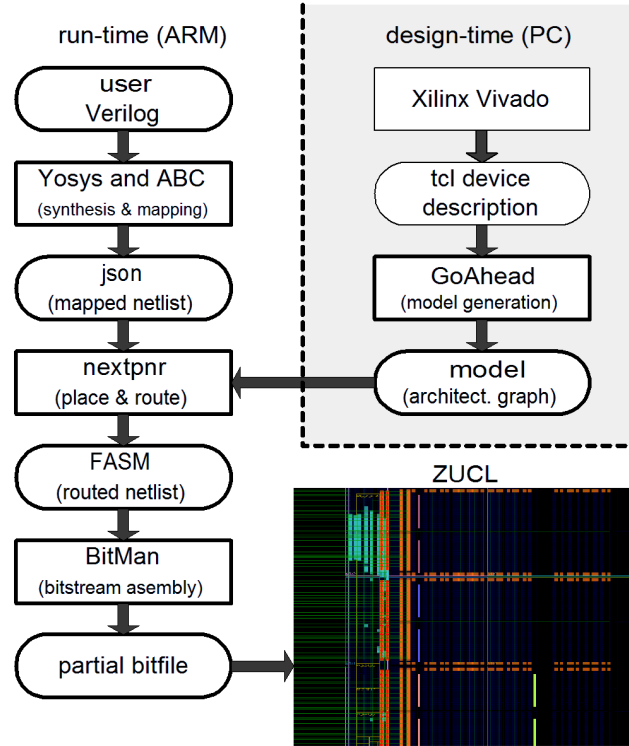 run-time (ARM)
user
Verilog
Yosys and ABC
(synthesis & mapping)
json
(mapped netlist)
nextpnr
(place & route)
FASM
(routed netlist)
BitMan
(bitstream asembly)
partial bitfile
design-time (PC)
Xilinx Vivado
tcl device
description
GoAhead
(model generation)
model
(architect. graph)
ZUCL